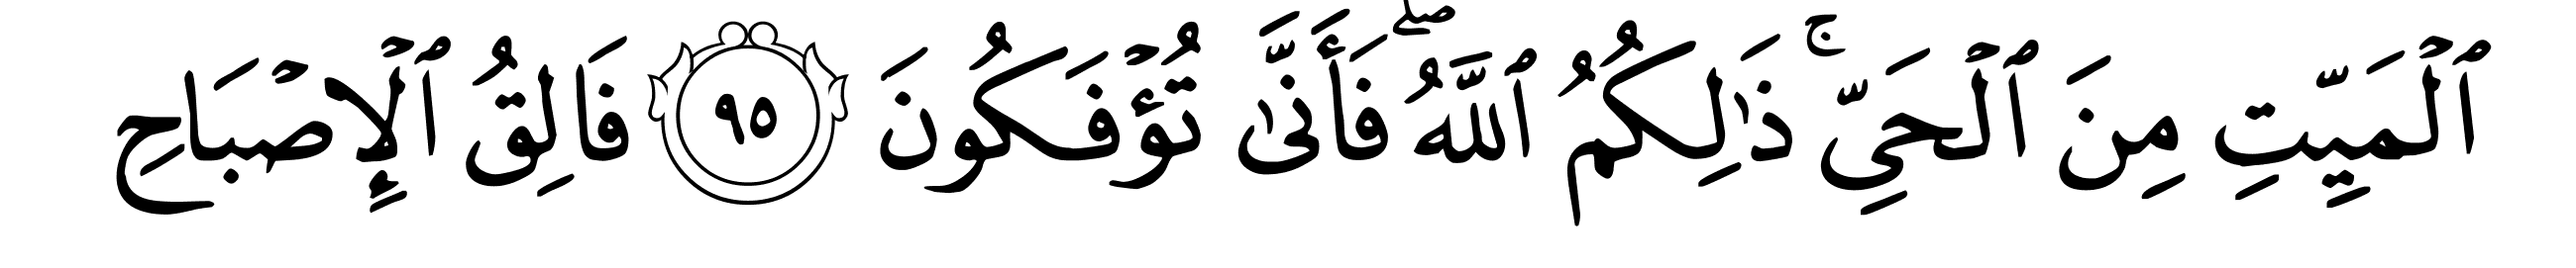 ٱلْمَيِّتِ مِنَ ٱلْحَيِّ ۚ ذَٰلِكُمُ ٱللَّهُ ۖ فَأَنَّىٰ تُؤْفَكُونَ ٩٥ فَالِقُ ٱلْإِصْبَاحِ